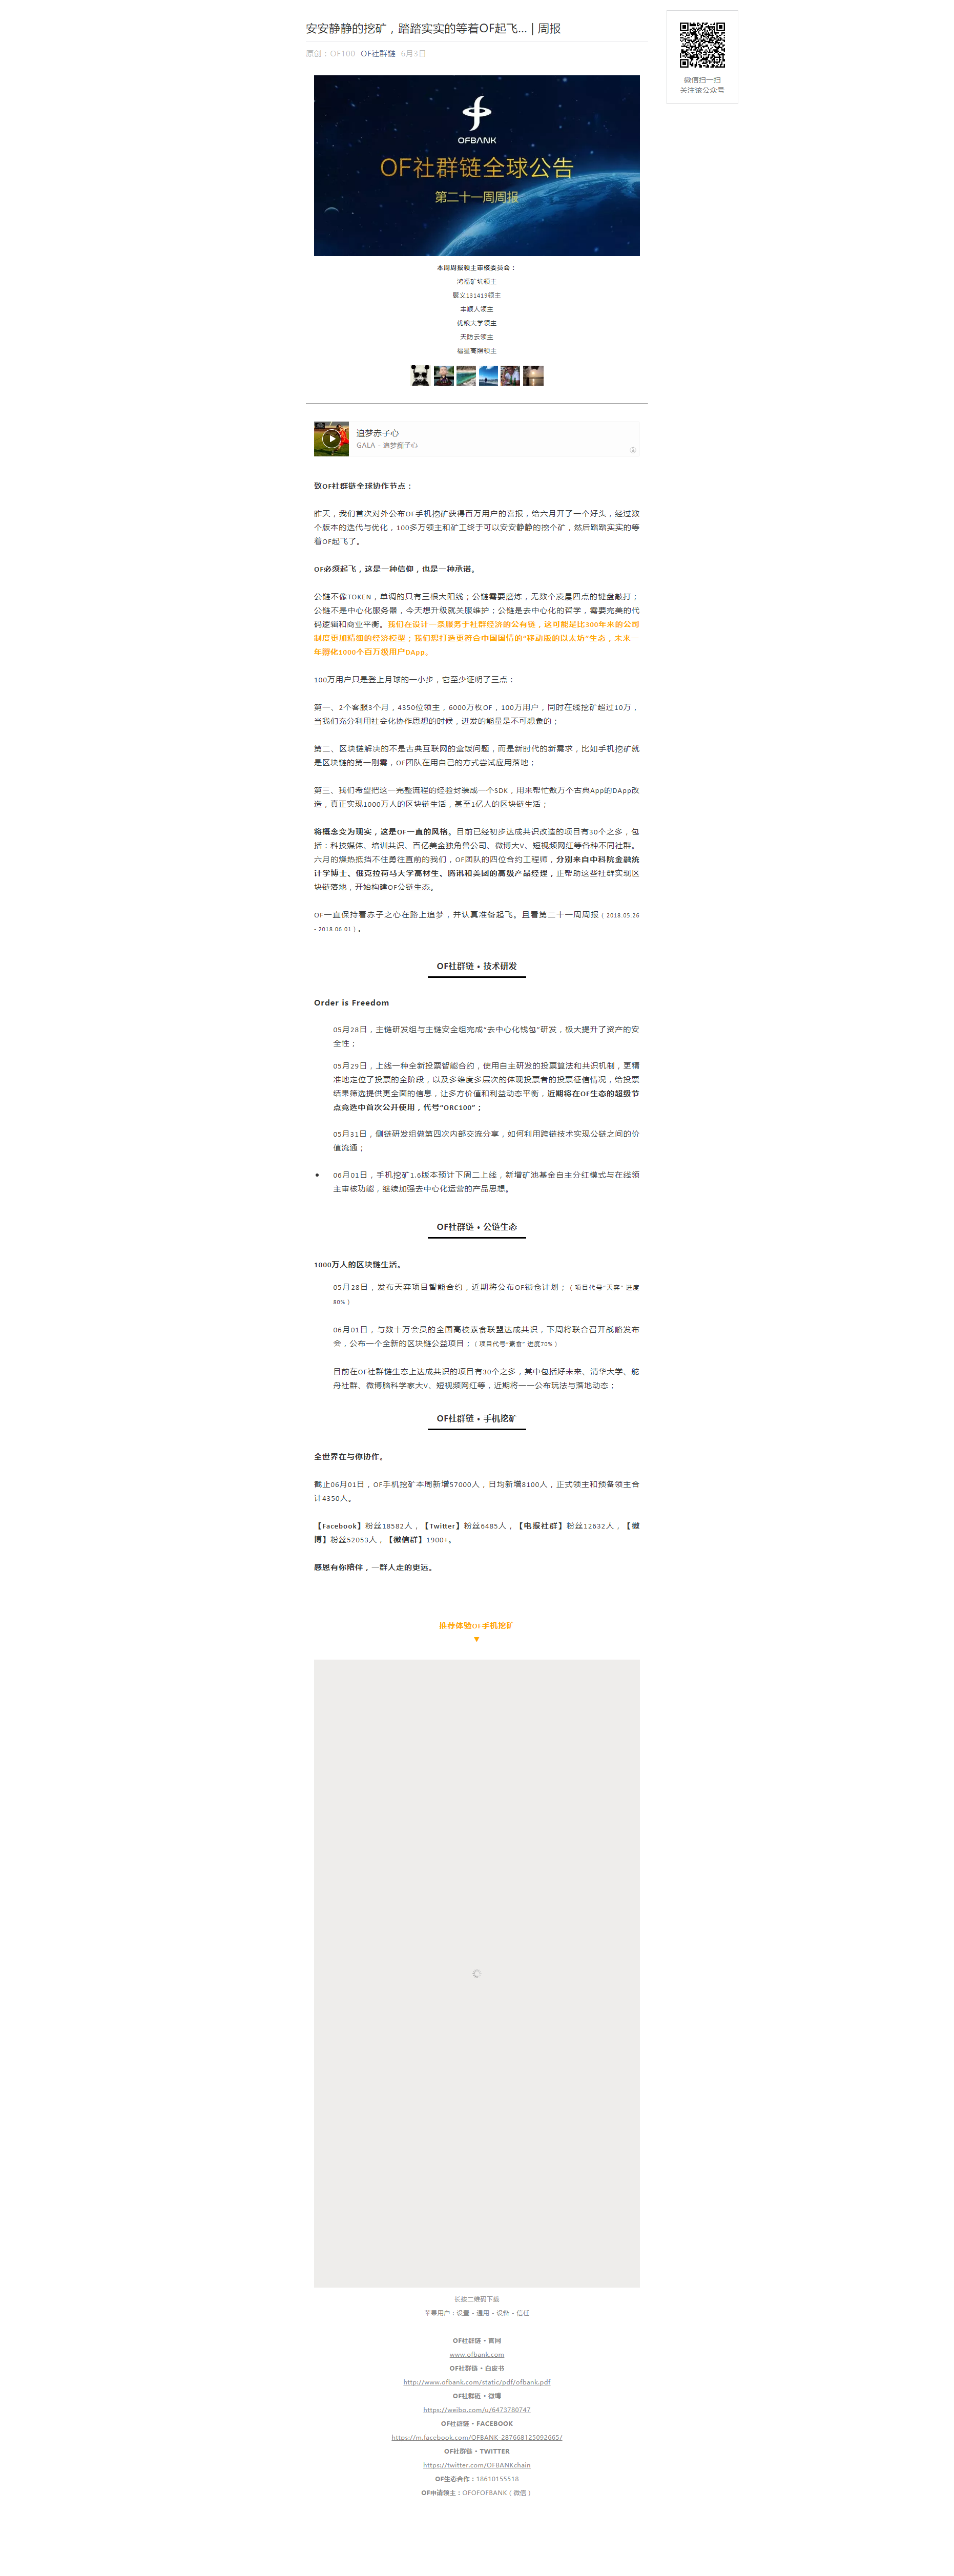 安安静静的挖矿，踏踏实实的等着OF起飞... | 周报
原创：OF100 OF社群链 6月3日
微信扫一扫
关注该公众号
OFBANK
OF社群链全球公告
第二十一周周报
本周周报领主审核委员会：
鸿福矿坑领主
聚义131419领主
丰顺人领主
优腾大学领主
天防云领主
福星高照领主
追梦赤子心
GALA - 追梦痴子心
致OF社群链全球协作节点：
昨天，我们首次对外公布OF手机挖矿获得百万用户的喜报，给六月开了一个好头，经过数
个版本的迭代与优化，100多万领主和矿工终于可以安安静静的挖个矿，然后踏踏实实的等
着OF起飞了。
OF必须起飞，这是一种信仰，也是一种承诺。
公链不像TOKEN，单调的只有三根大阳线；公链需要磨炼，无数个凌晨四点的键盘敲打；
公链不是中心化服务器，今天想升级就关服维护；公链是去中心化的哲学，需要完美的代
码逻辑和商业平衡。我们在设计一条服务于社群经济的公有链，这可能是比300年来的公司
制度更加精细的经济模型；我们想打造更符合中国国情的“移动版的以太坊”生态，未来一
年孵化1000个百万级用户DApp。
100万用户只是登上月球的一小步，它至少证明了三点：
第一、2个客服3个月，4350位领主，6000万枚OF，100万用户，同时在线挖矿超过10万，
当我们充分利用社会化协作思想的时候，迸发的能量是不可想象的；
第二、区块链解决的不是古典互联网的盒饭问题，而是新时代的新需求，比如手机挖矿就
是区块链的第一刚需，OF团队在用自己的方式尝试应用落地；
第三、我们希望把这一完整流程的经验封装成一个SDK，用来帮忙数万个古典App的DApp改
造，真正实现1000万人的区块链生活，甚至1亿人的区块链生活；
将概念变为现实，这是OF一直的风格。目前已经初步达成共识改造的项目有30个之多，包
括：科技媒体、培训共识、百亿美金独角兽公司、微博大V、短视频网红等各种不同社群。
六月的燥热抵挡不住勇往直前的我们，OF团队的四位合约工程师，分别来自中科院金融统
计学博士、俄克拉荷马大学高材生、腾讯和美团的高级产品经理，正帮助这些社群实现区
块链落地，开始构建OF公链生态。
OF一直保持着赤子之心在路上追梦，并认真准备起飞。且看第二十一周周报（2018.05.26
- 2018.06.01）。
OF社群链 • 技术研发
Order is Freedom
05月28日，主链研发组与主链安全组完成“去中心化钱包”研发，极大提升了资产的安
全性；
05月29日，上线一种全新投票智能合约，使用自主研发的投票算法和共识机制，更精
准地定位了投票的全阶段，以及多维度多层次的体现投票者的投票征信情况，给投票
结果筛选提供更全面的信息，让多方价值和利益动态平衡，近期将在OF生态的超级节
点竞选中首次公开使用，代号“ORC100”；
05月31日，侧链研发组做第四次内部交流分享，如何利用跨链技术实现公链之间的价
值流通；
• 06月01日，手机挖矿1.6版本预计下周二上线，新增矿池基金自主分红模式与在线领
主审核功能，继续加强去中心化运营的产品思想。
OF社群链 • 公链生态
1000万人的区块链生活。
05月28日，发布天弈项目智能合约，近期将公布OF锁仓计划；（项目代号“天弈” 进度
80%）
06月01日，与数十万会员的全国高校素食联盟达成共识，下周将联合召开战略发布
会，公布一个全新的区块链公益项目；（项目代号“素食” 进度70%）
目前在OF社群链生态上达成共识的项目有30个之多，其中包括好未来、清华大学、舵
舟社群、微博脑科学家大V、短视频网红等，近期将一一公布玩法与落地动态；
OF社群链 • 手机挖矿
全世界在与你协作。
截止06月01日，OF手机挖矿本周新增57000人，日均新增8100人，正式领主和预备领主合
计4350人。
【Facebook】粉丝18582人，【Twitter】粉丝6485人，【电报社群】粉丝12632人，【微
博】粉丝52053人，【微信群】1900+。
感恩有你陪伴，一群人走的更远。
推荐体验OF手机挖矿
▼
长按二维码下载
苹果用户：设置 - 通用 - 设备 - 信任
OF社群链 • 官网
www.ofbank.com
OF社群链 • 白皮书
http://www.ofbank.com/static/pdf/ofbank.pdf
OF社群链 • 微博
https://weibo.com/u/6473780747
OF社群链 • FACEBOOK
https://m.facebook.com/OFBANK-287668125092665/
OF社群链 • TWITTER
https://twitter.com/OFBANKchain
OF生态合作：18610155518
OF申请领主：OFOFOFBANK（微信）